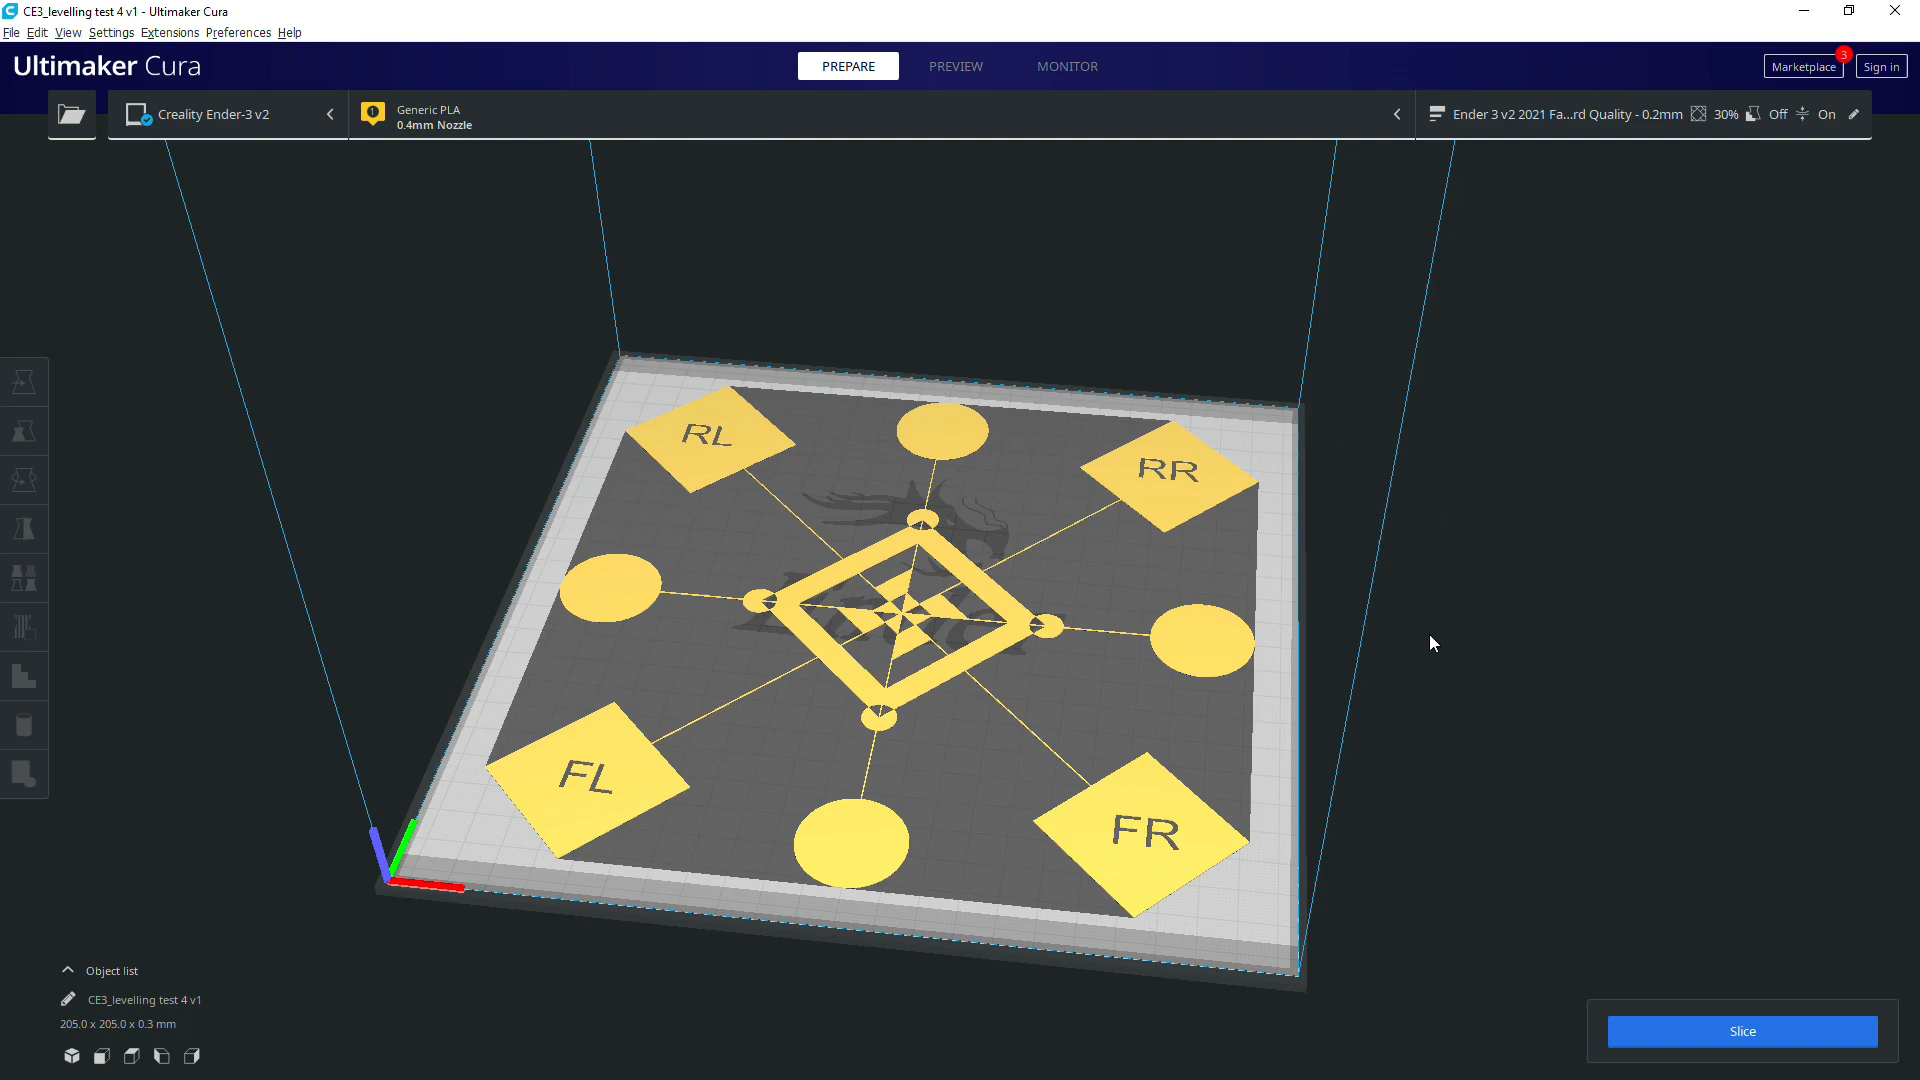 CE3_levelling test 4 v1 - Ultimaker Cura
File Edit View Settings Extensions Preferences Help
Ultimaker Cura
PREPARE
PREVIEW
MONITOR
Marketplace
3
Sign in
Creality Ender-3 v2
1
Generic PLA
0.4mm Nozzle
Ender 3 v2 2021 Fa...rd Quality - 0.2mm
30%
Off
On
RL
RR
FL
FR
Object list
CE3_levelling test 4 v1
205.0 x 205.0 x 0.3 mm
Slice